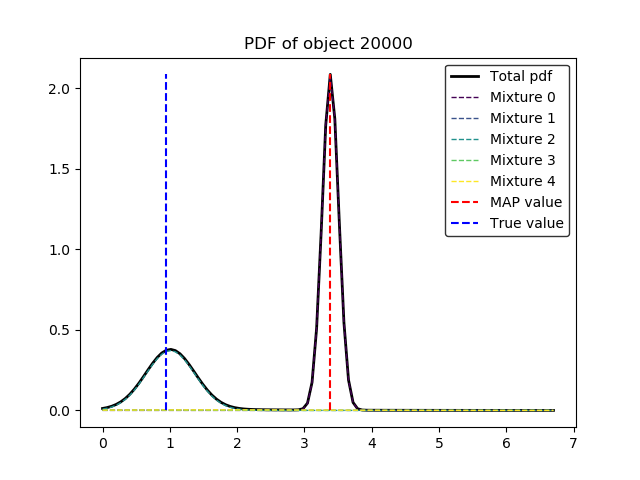 PDF of object 20000
Total pdf
Mixture 0
Mixture 1
Mixture 2
Mixture 3
Mixture 4
MAP value
True value
2.0
1.5
1.0
0.5
0.0
0 1 2 3 4 5 6 7